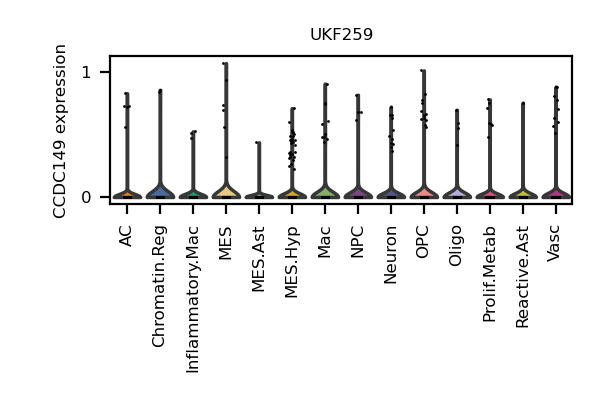 UKF259
CCDC149 expression
1
0
AC
Chromatin.Reg
Inflammatory.Mac
MES
MES.Ast
MES.Hyp
Mac
NPC
Neuron
OPC
Oligo
Prolif.Metab
Reactive.Ast
Vasc